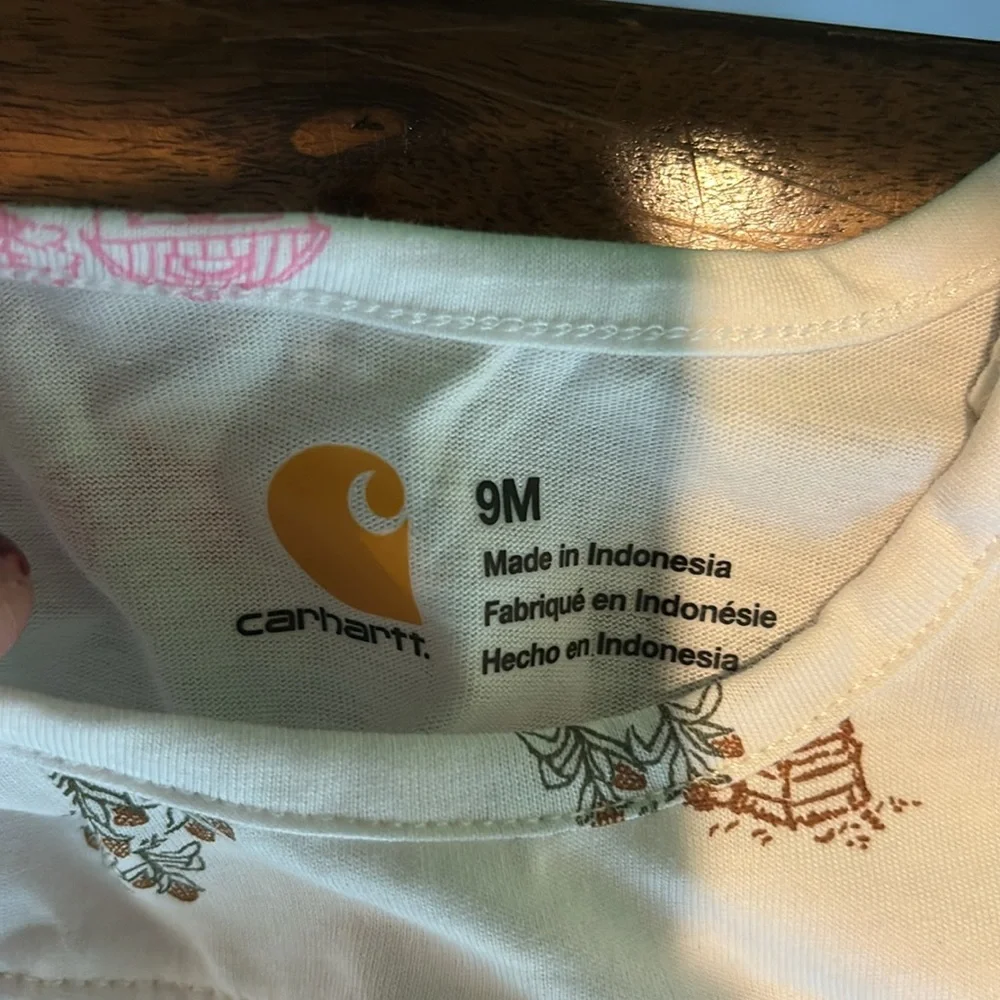 carhartt.
9M
Made in Indonesia
Fabriqué en Indonésie
Hecho en Indonesia